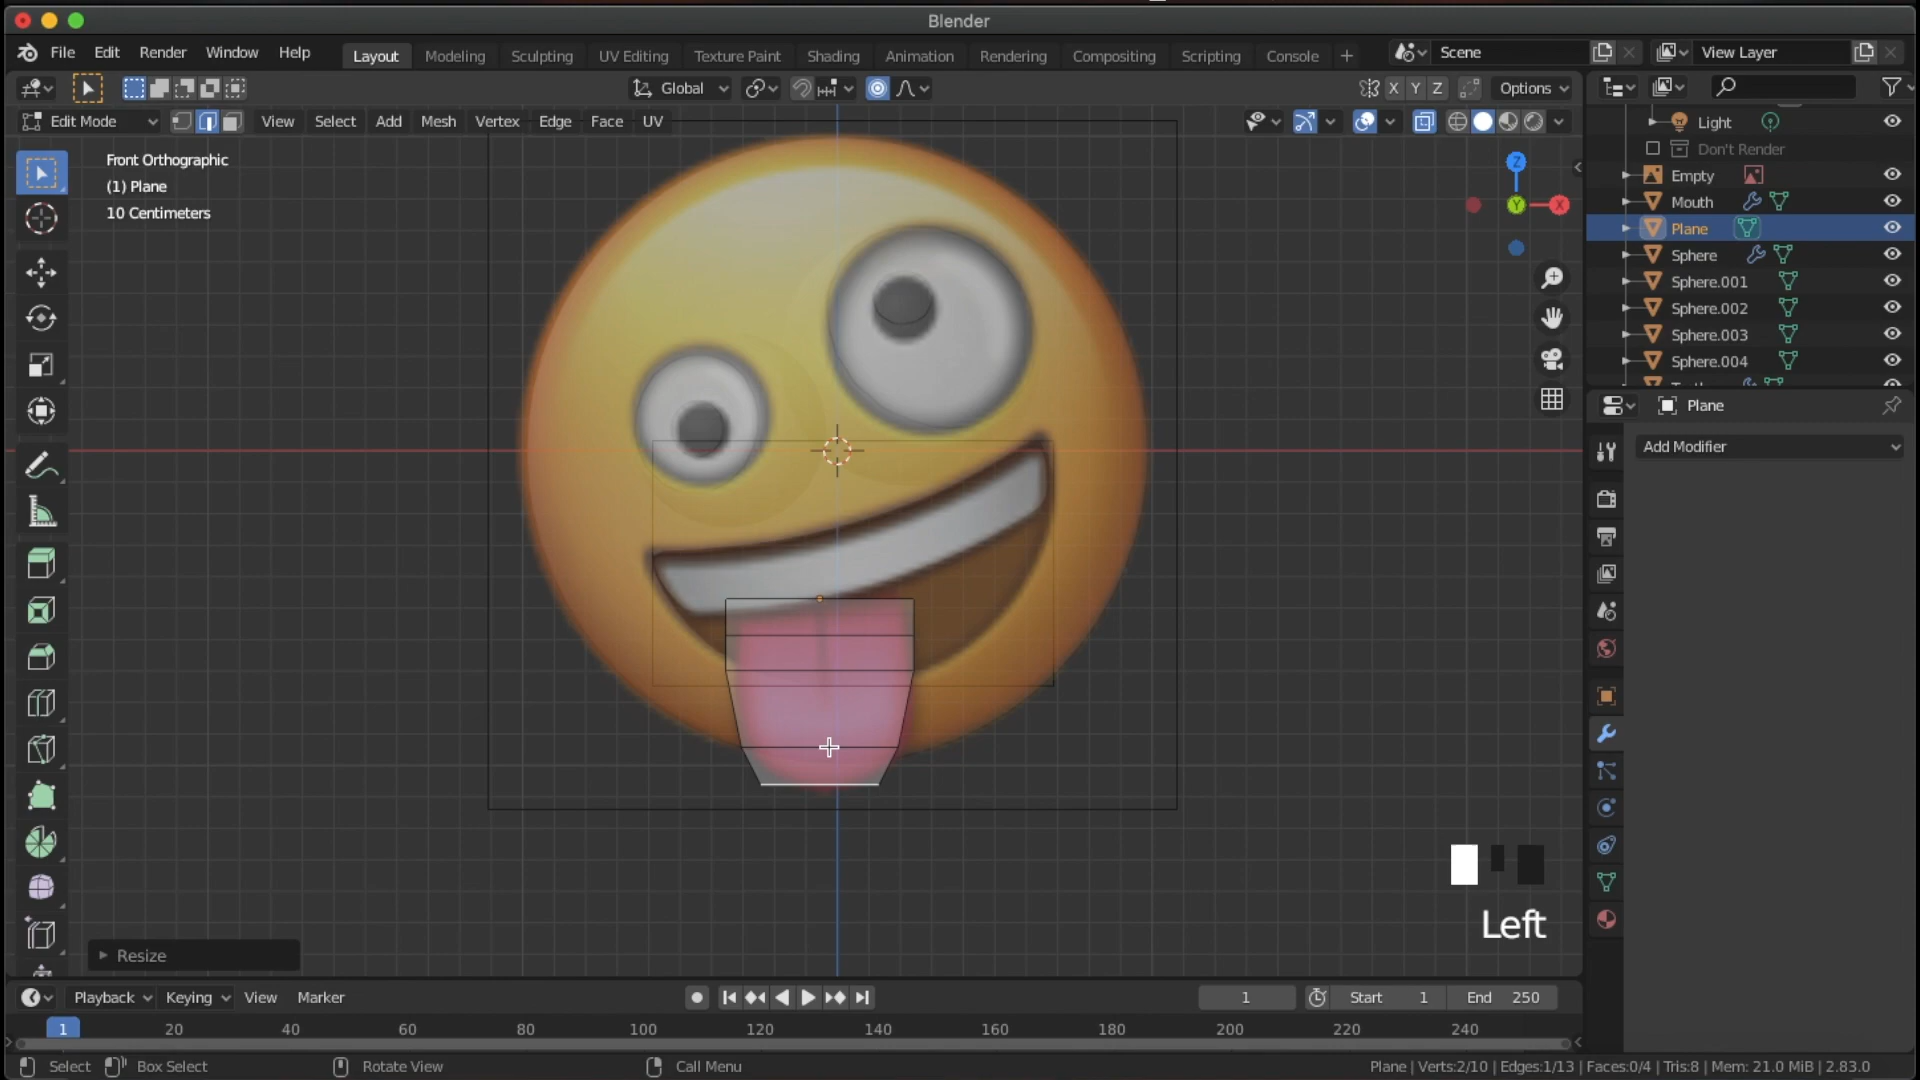 Blender
File Edit Render Window Help Layout Modeling Sculpting UV Editing Texture Paint Shading Animation Rendering Compositing Scripting Console + Scene View Layer
Global X Y Z Options
Edit Mode View Select Add Mesh Vertex Edge Face UV
Front Orthographic
(1) Plane
10 Centimeters
Z
Y
X
Light
Don't Render
Empty
Mouth
Plane
Sphere
Sphere.001
Sphere.002
Sphere.003
Sphere.004
Plane
Add Modifier
Left
Resize
Playback Keying View Marker 1 Start 1 End 250
1 20 40 60 80 100 120 140 160 180 200 220 240
Select Box Select Rotate View Call Menu Plane | Verts:2/10 | Edges:1/13 | Faces:0/4 | Tris:8 | Mem: 21.0 MiB | 2.83.0